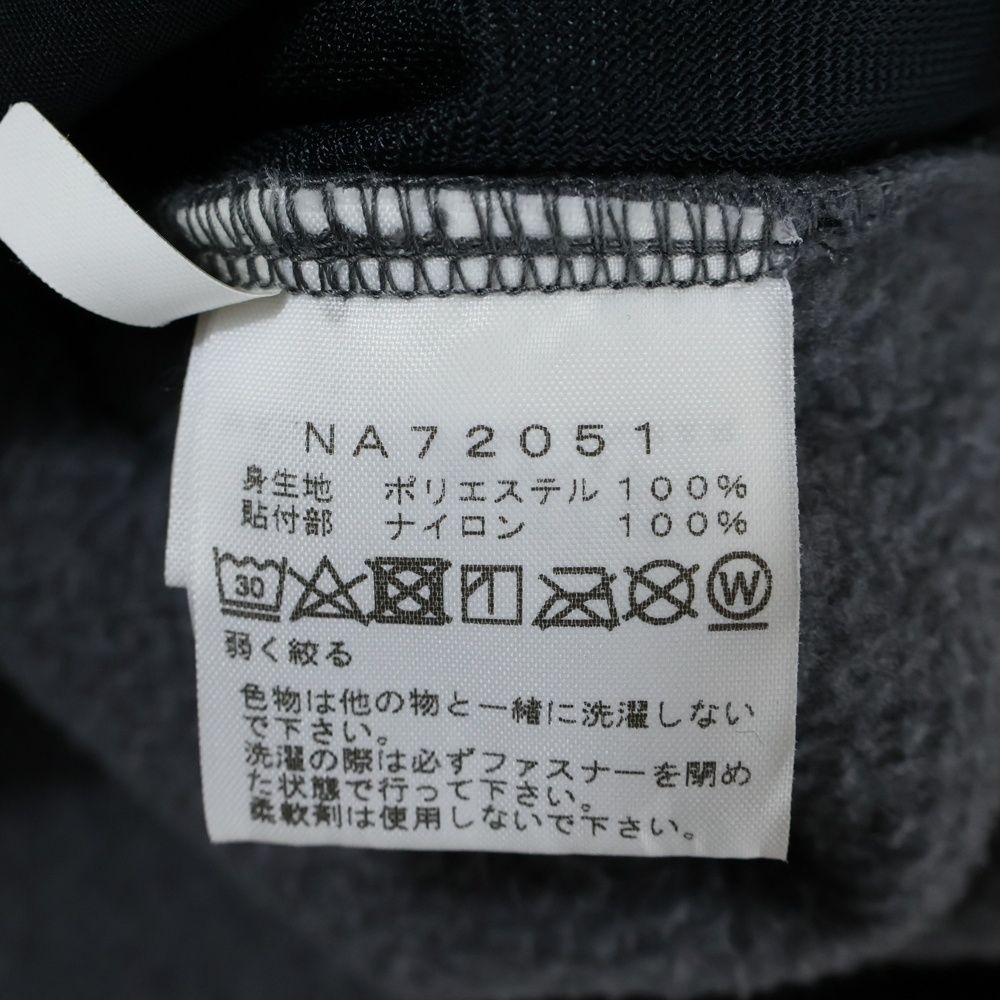 NA72051
身生地 ポリエステル 100%
貼付部 ナイロン 100%
30 W
弱く絞る
色物は他の物と一緒に洗濯しない
で下さい。
洗濯の際は必ずファスナーを閉め
た状態で行って下さい。
柔軟剤は使用しないで下さい。